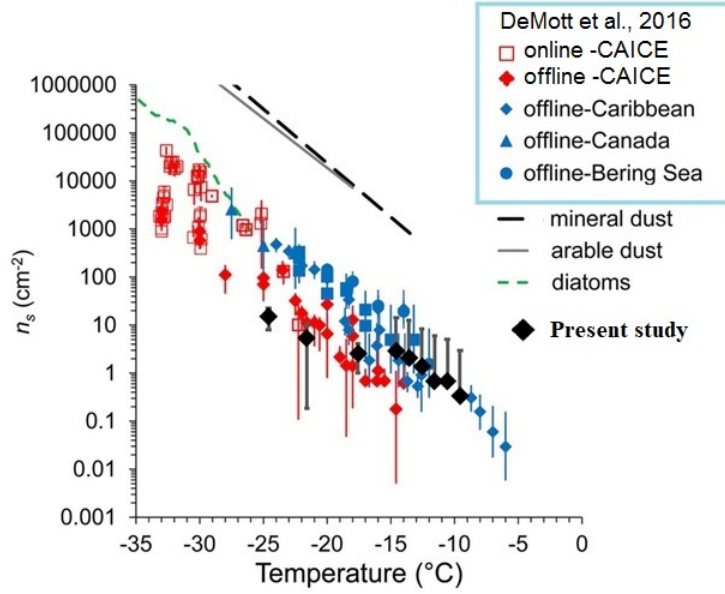 DeMott et al., 2016
online -CAICE
offline -CAICE
offline-Caribbean
offline-Canada
offline-Bering Sea
mineral dust
arable dust
diatoms
Present study
1000000
100000
10000
1000
100
10
1
0.1
0.01
0.001
nₛ (cm⁻²)
-35 -30 -25 -20 -15 -10 -5 0
Temperature (°C)